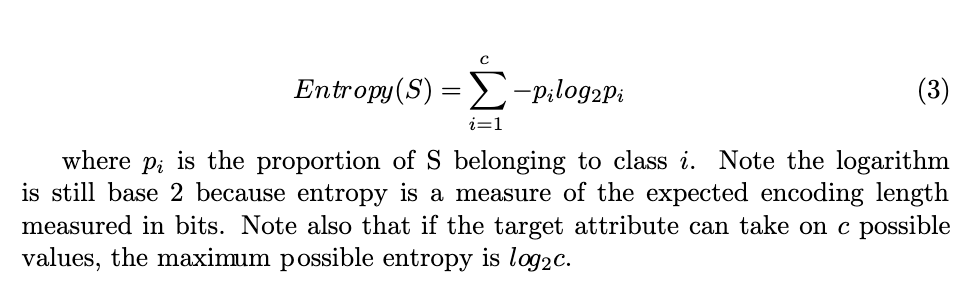 Entropy(S) = \sum_{i=1}^{c} -p_i log_2 p_i (3)
where p_i is the proportion of S belonging to class i. Note the logarithm
is still base 2 because entropy is a measure of the expected encoding length
measured in bits. Note also that if the target attribute can take on c possible
values, the maximum possible entropy is log_2 c.